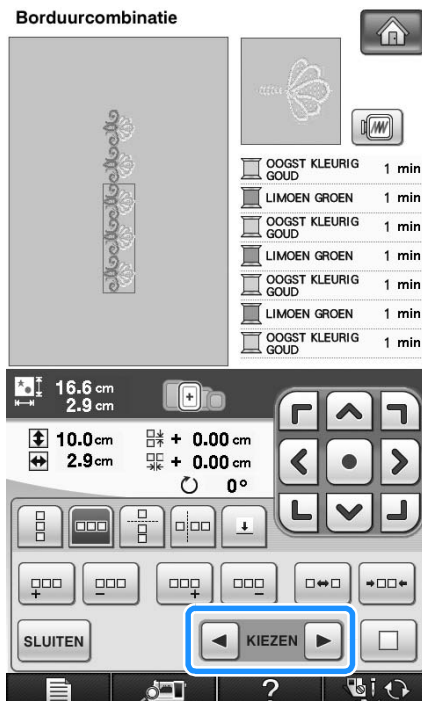 Borduurcombinatie
OOGST KLEURIG
GOUD
1 min
LIMOEN GROEN 1 min
OOGST KLEURIG
GOUD
1 min
LIMOEN GROEN 1 min
OOGST KLEURIG
GOUD
1 min
LIMOEN GROEN 1 min
OOGST KLEURIG
GOUD
1 min
16.6 cm
2.9 cm
10.0 cm + 0.00 cm
2.9 cm + 0.00 cm
0°
SLUITEN KIEZEN
?